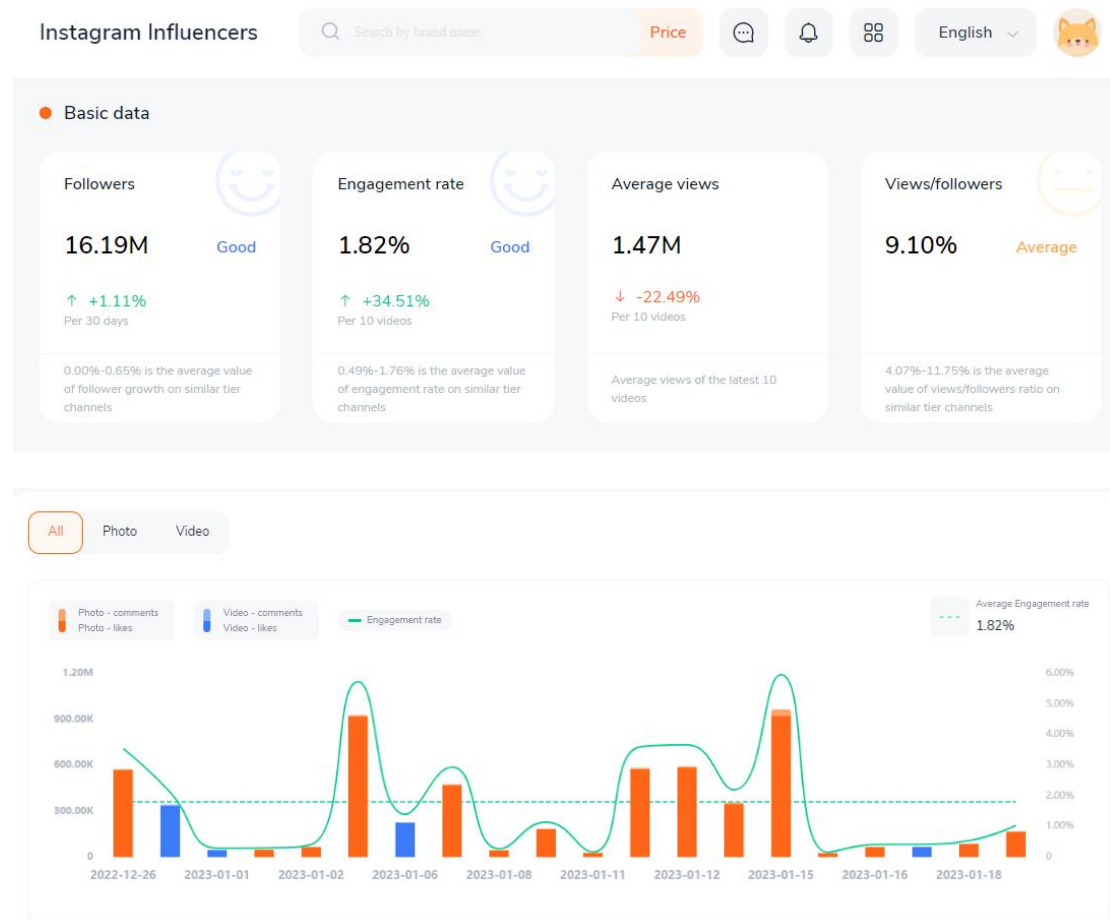 Instagram Influencers
Search by brand name
Price
English
Basic data
Followers
16.19M
Good
↑ +1.11%
Per 30 days
0.00%-0.65% is the average value
of follower growth on similar tier
channels
Engagement rate
1.82%
Good
↑ +34.51%
Per 10 videos
0.49%-1.76% is the average value
of engagement rate on similar tier
channels
Average views
1.47M
↓ -22.49%
Per 10 videos
Average views of the latest 10
videos
Views/followers
9.10%
Average
4.07%-11.75% is the average
value of views/followers ratio on
similar tier channels
All
Photo
Video
Photo - comments
Photo - likes
Video - comments
Video - likes
Engagement rate
Average Engagement rate
1.82%
1.20M
900.00K
600.00K
300.00K
0
6.00%
5.00%
4.00%
3.00%
2.00%
1.00%
0
2022-12-26
2023-01-01
2023-01-02
2023-01-06
2023-01-08
2023-01-11
2023-01-12
2023-01-15
2023-01-16
2023-01-18